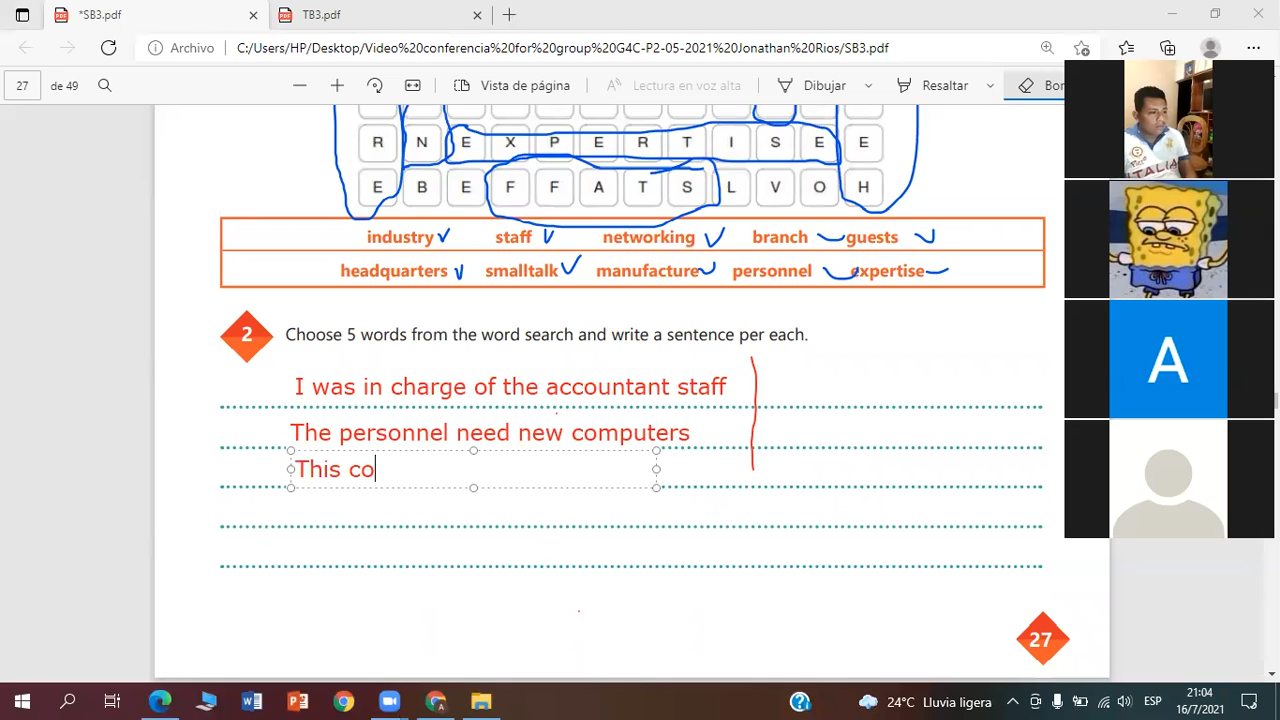 *SB3.pdf
TB3.pdf
Archivo
C:/Users/HP/Desktop/Video%20conferencia%20for%20group%20G4C-P2-05-2021%20Jonathan%20Rios/SB3.pdf
27 de 49
Vista de página
Lectura en voz alta
Dibujar
Resaltar
Bor
R N E X P E R T I S E E
E B E F F A T S L V O H
industry staff networking branch guests
headquarters smalltalk manufacture personnel expertise
2 Choose 5 words from the word search and write a sentence per each.
I was in charge of the accountant staff
The personnel need new computers
This co
27
ITALIA
A
24°C Lluvia ligera
ESP
21:04
16/7/2021